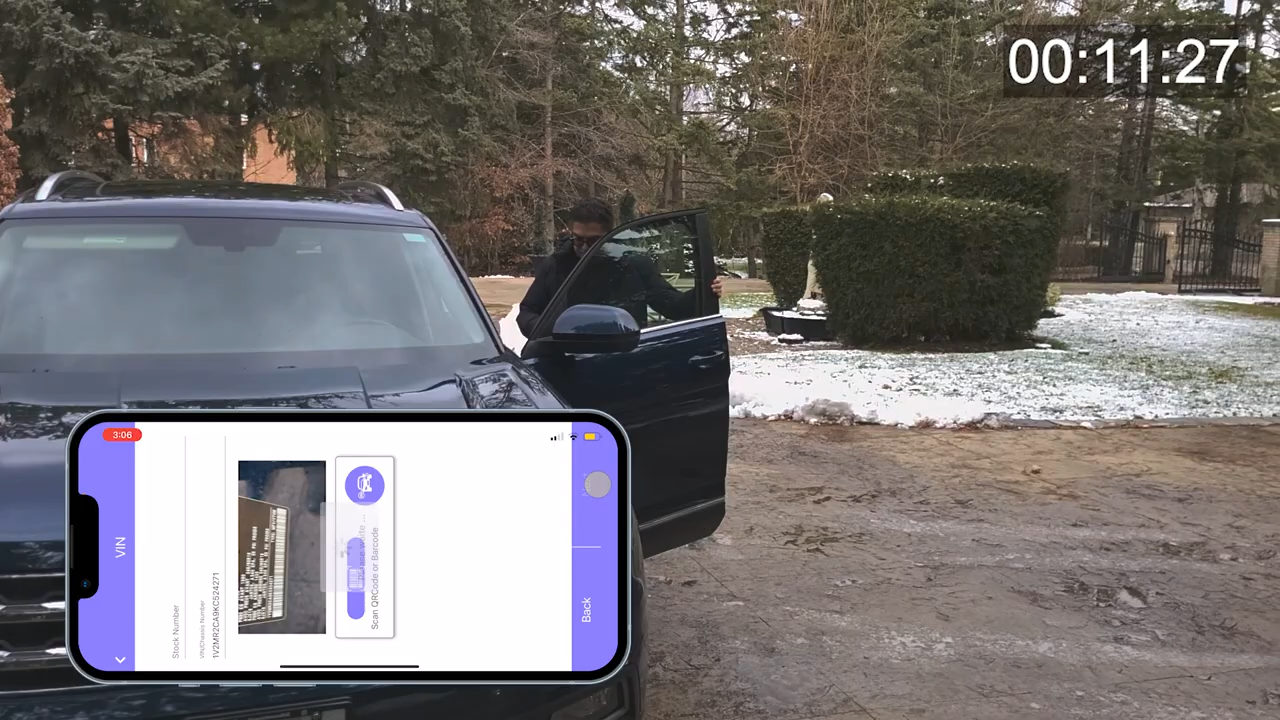 00:11:27
3:06
VIN
Stock Number
VIN/Chassis Number
1V2MR2CA9KC524271
Scan QRCode or Barcode
Back